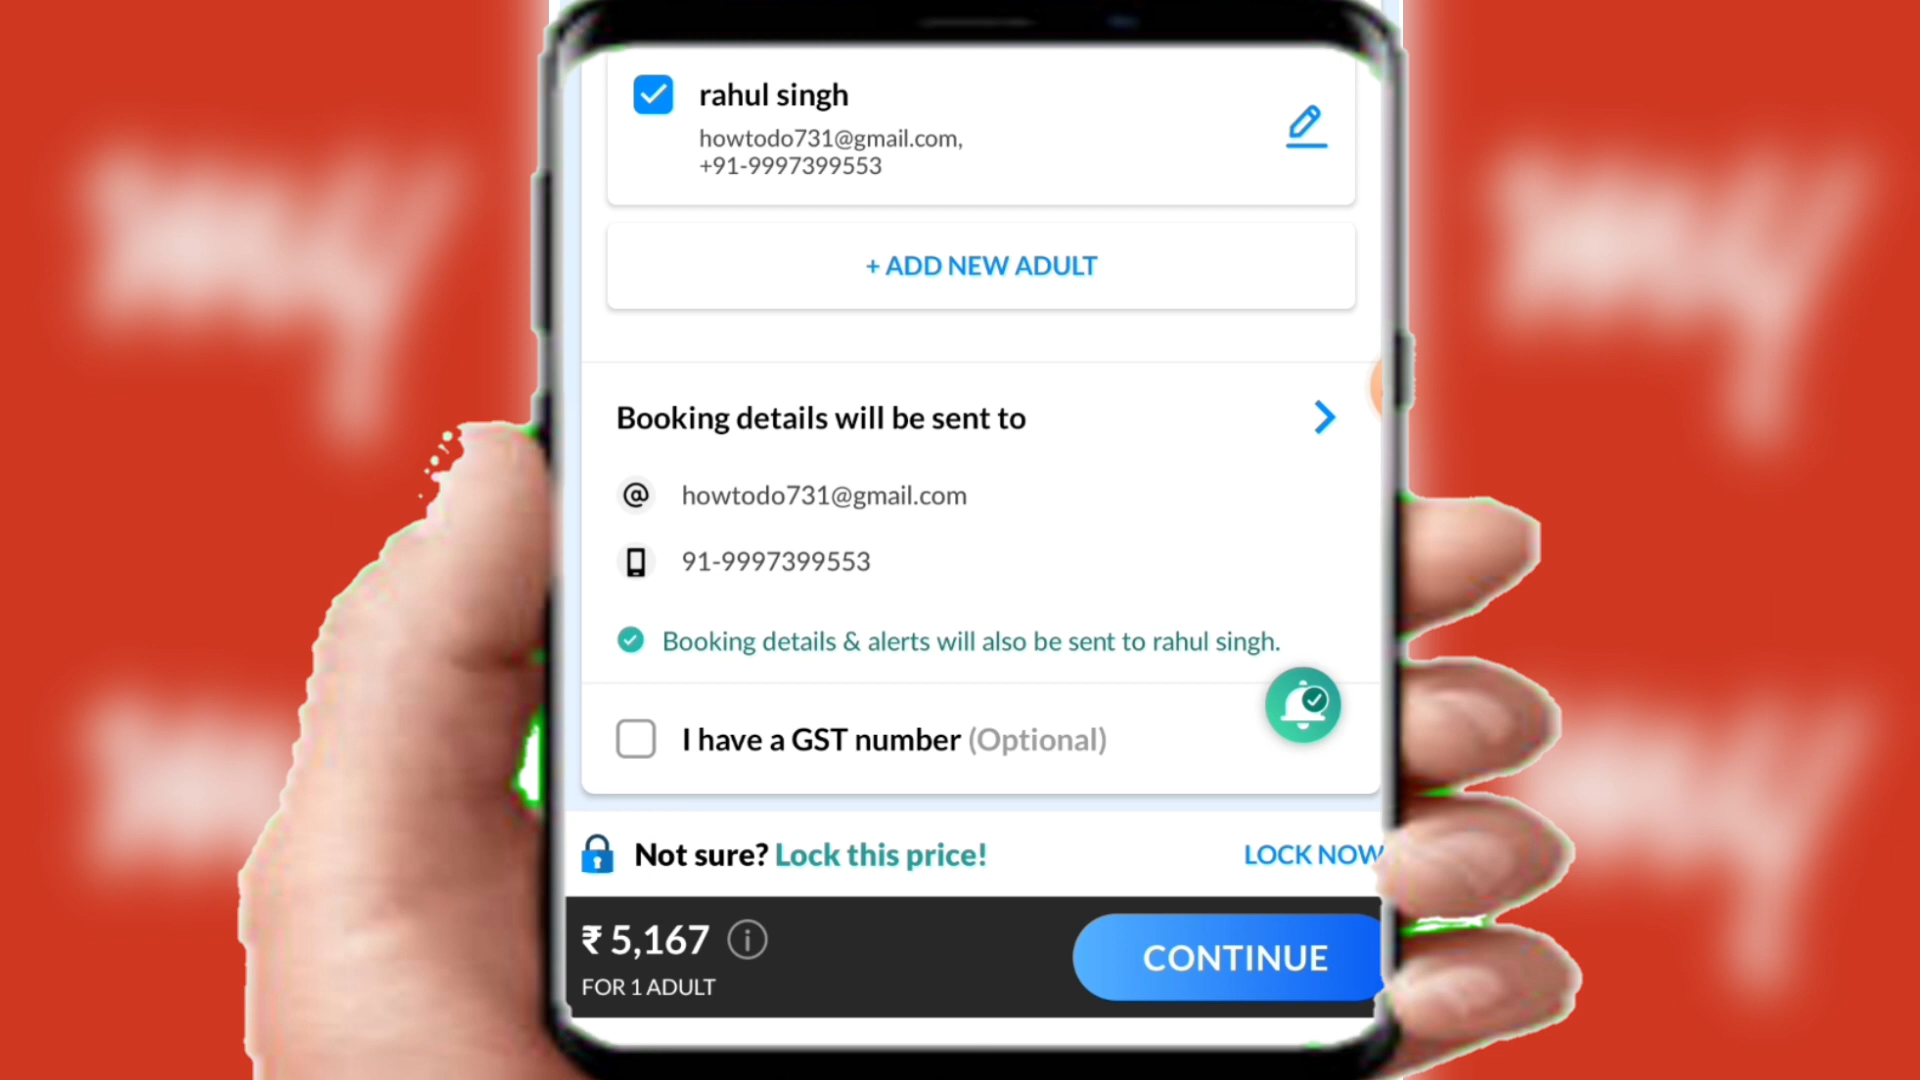 rahul singh
howtodo731@gmail.com,
+91-9997399553
+ ADD NEW ADULT
Booking details will be sent to
@ howtodo731@gmail.com
91-9997399553
Booking details & alerts will also be sent to rahul singh.
I have a GST number (Optional)
Not sure? Lock this price! LOCK NOW
₹ 5,167 i
CONTINUE
FOR 1 ADULT